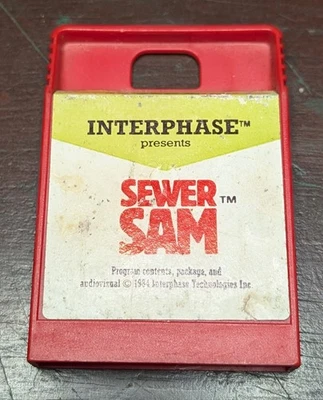 INTERPHASE™
presents
SEWER
SAM™
Program contents, package, and
audiovisual © 1984 Interphase Technologies Inc